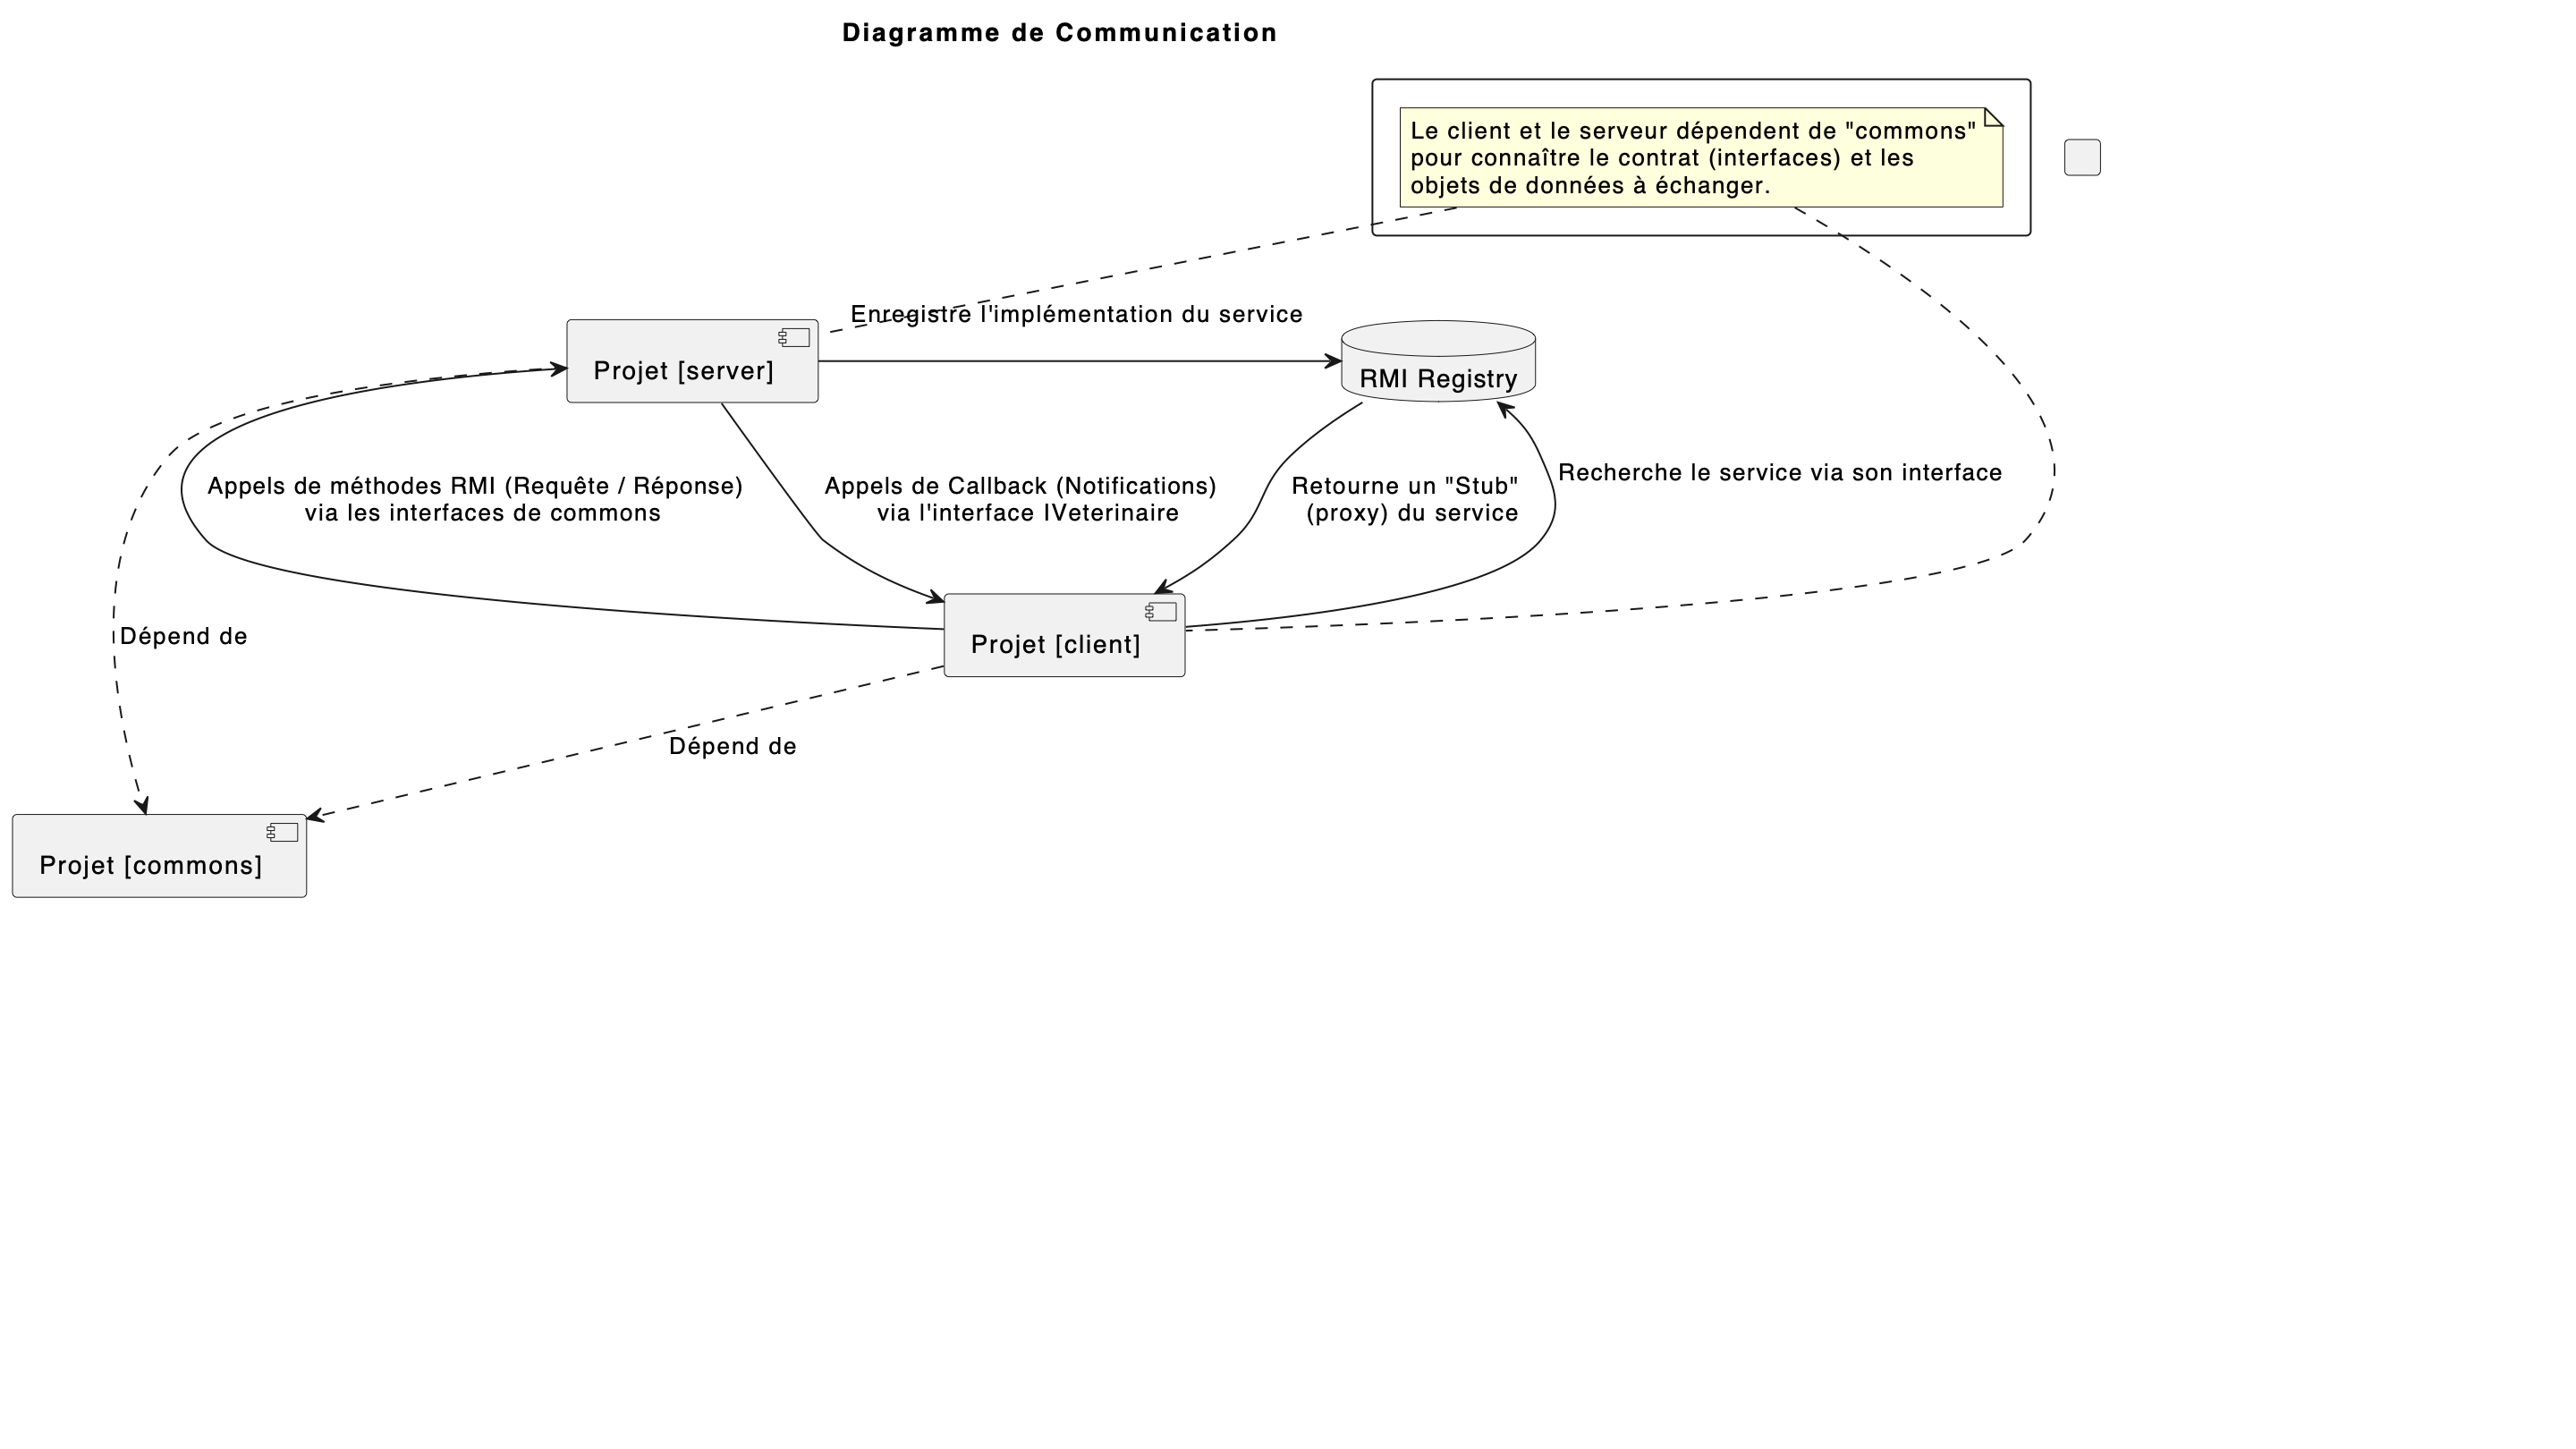 Diagramme de Communication
Le client et le serveur dépendent de "commons"
pour connaître le contrat (interfaces) et les
objets de données à échanger.
Enregistre l'implémentation du service
Projet [server]
RMI Registry
Appels de méthodes RMI (Requête / Réponse)
via les interfaces de commons
Appels de Callback (Notifications)
via l'interface IVeterinaire
Retourne un "Stub"
(proxy) du service
Recherche le service via son interface
Dépend de
Projet [client]
Dépend de
Projet [commons]